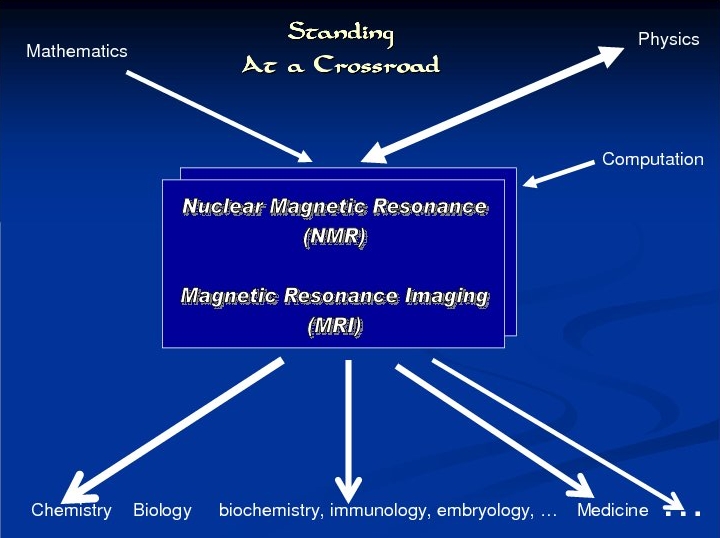 Standing
At a Crossroad
Mathematics
Physics
Computation
Nuclear Magnetic Resonance
(NMR)
Magnetic Resonance Imaging
(MRI)
Chemistry Biology biochemistry, immunology, embryology, … Medicine …